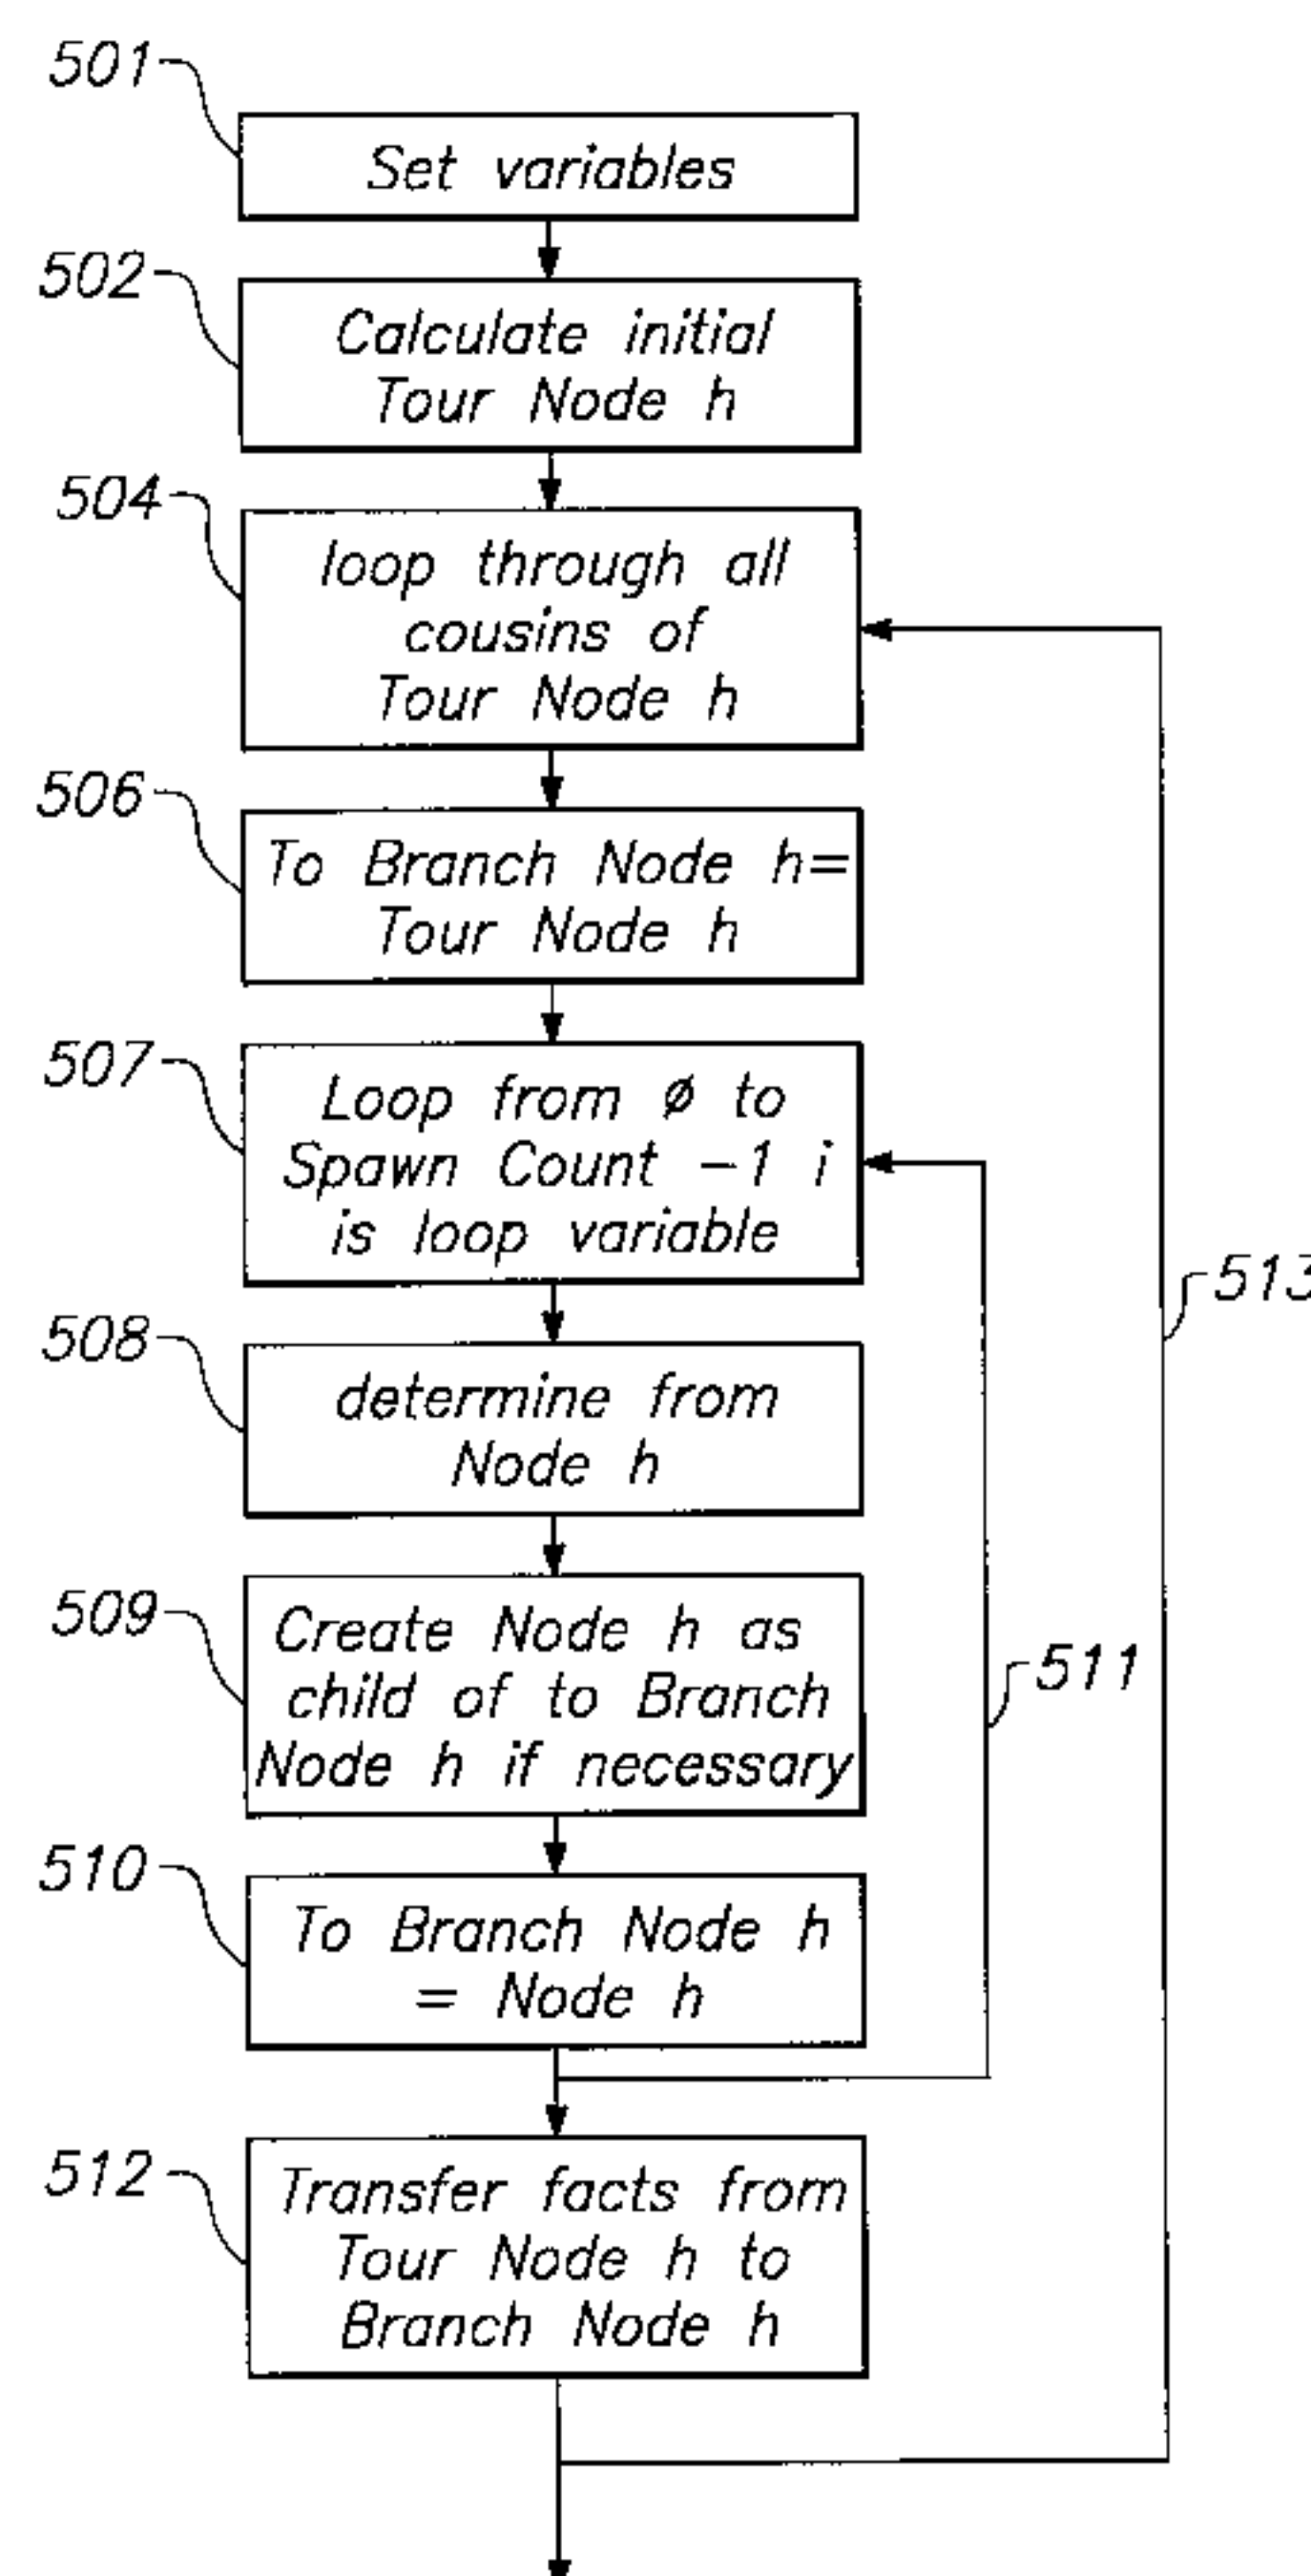 501
Set variables
502
Calculate initial
Tour Node h
504
loop through all
cousins of
Tour Node h
506
To Branch Node h=
Tour Node h
507
Loop from ø to
Spawn Count -1 i
is loop variable
513
508
determine from
Node h
509
Create Node h as
child of to Branch
Node h if necessary
511
510
To Branch Node h
= Node h
512
Transfer facts from
Tour Node h to
Branch Node h